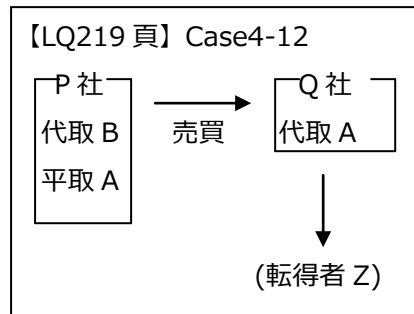 【LQ219 頁】Case4-12
P 社
Q 社
代取 B
売買
代取 A
平取 A
(転得者 Z)